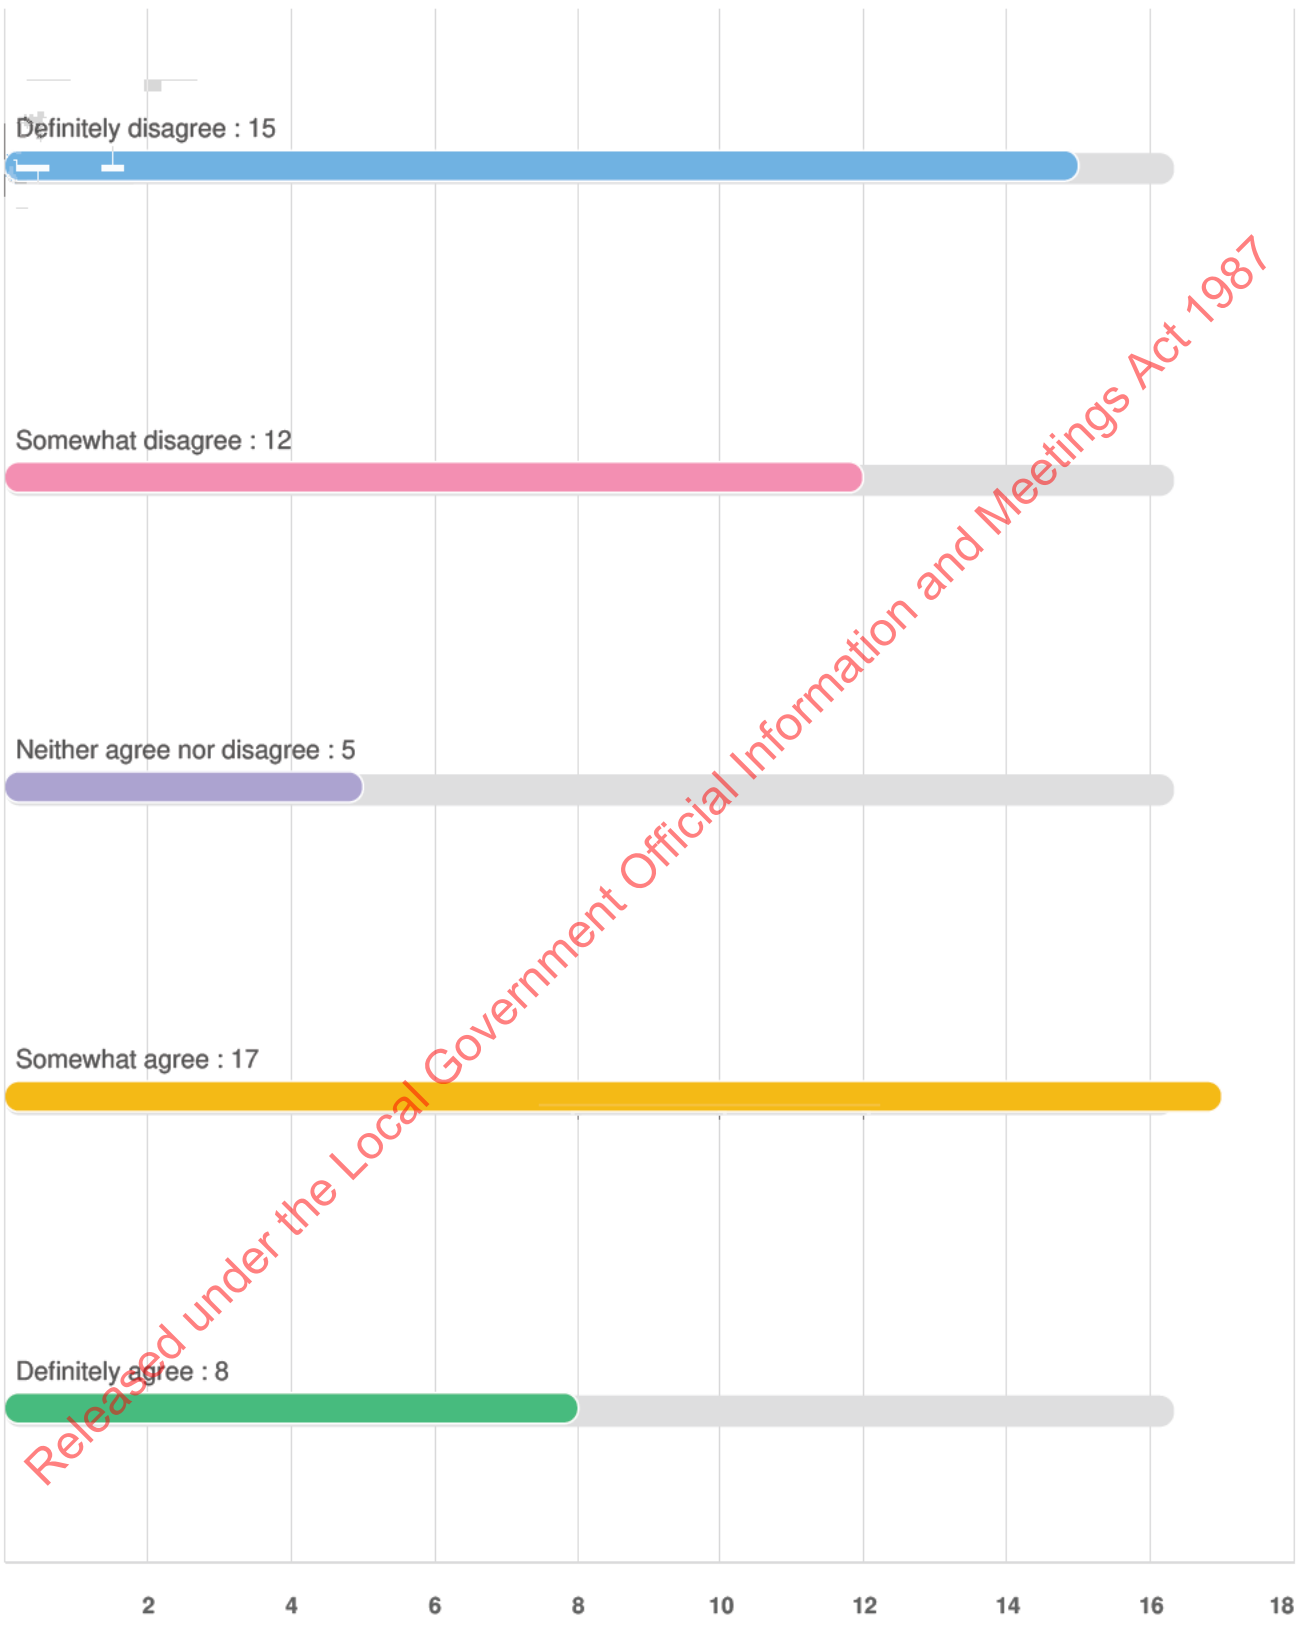 Definitely disagree : 15
Somewhat disagree : 12
Neither agree nor disagree : 5
Somewhat agree : 17
Definitely agree : 8
2 4 6 8 10 12 14 16 18
Released under the Local Government Official Information and Meetings Act 1987